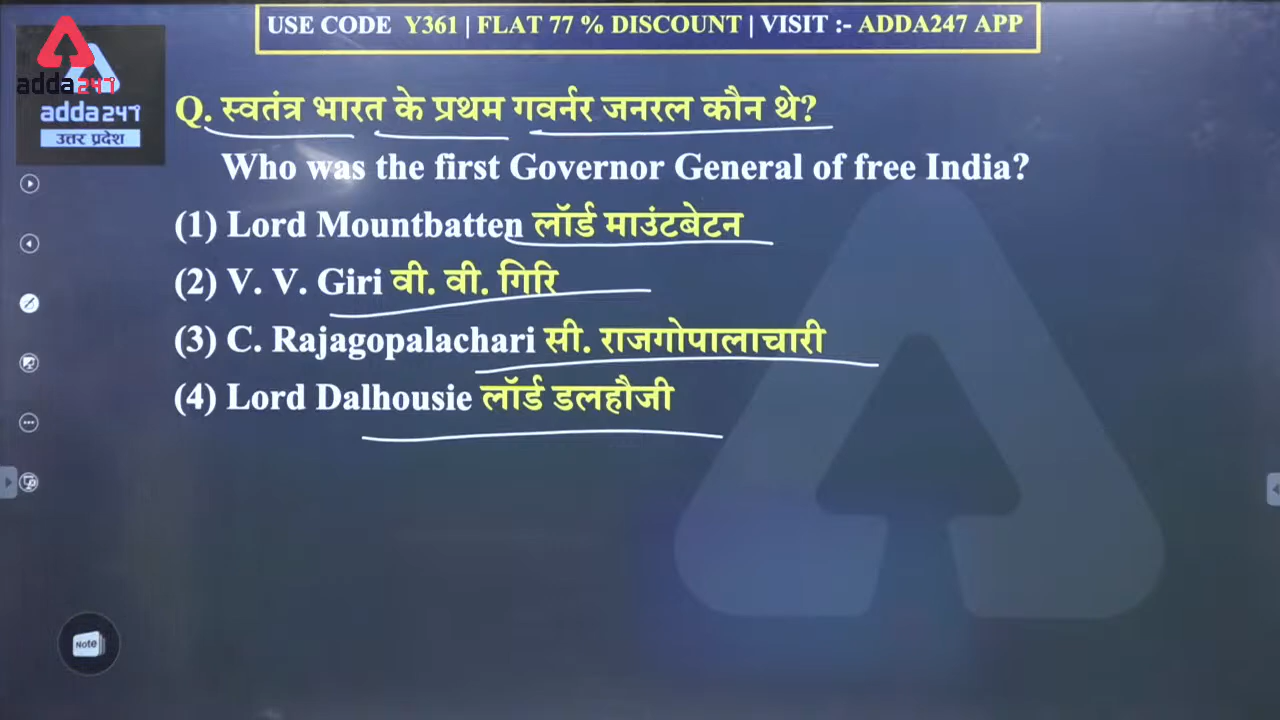 USE CODE Y361 | FLAT 77 % DISCOUNT | VISIT :- ADDA247 APP
adda247
adda247
उत्तर प्रदेश
Q. स्वतंत्र भारत के प्रथम गवर्नर जनरल कौन थे?
Who was the first Governor General of free India?
(1) Lord Mountbatten लॉर्ड माउंटबेटन
(2) V. V. Giri वी. वी. गिरि
(3) C. Rajagopalachari सी. राजगोपालाचारी
(4) Lord Dalhousie लॉर्ड डलहौजी
Note